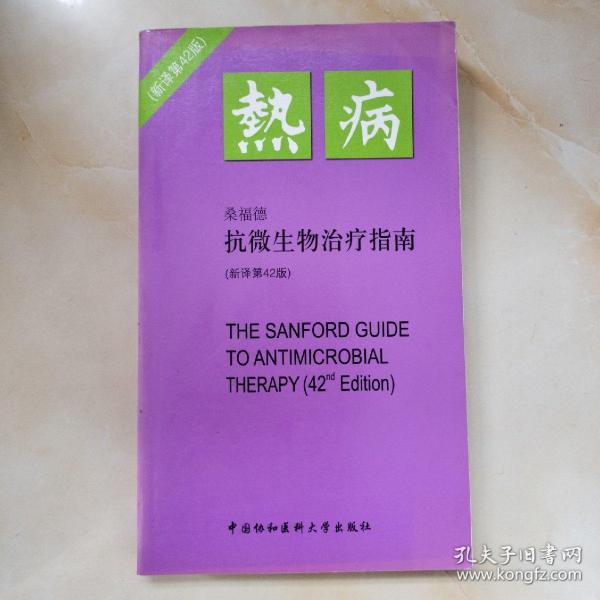 (新译第42版)
熱病
桑福德
抗微生物治疗指南
(新译第42版)
THE SANFORD GUIDE
TO ANTIMICROBIAL
THERAPY (42nd Edition)
中国协和医科大学出版社
孔夫子旧书网
www.kongfz.com